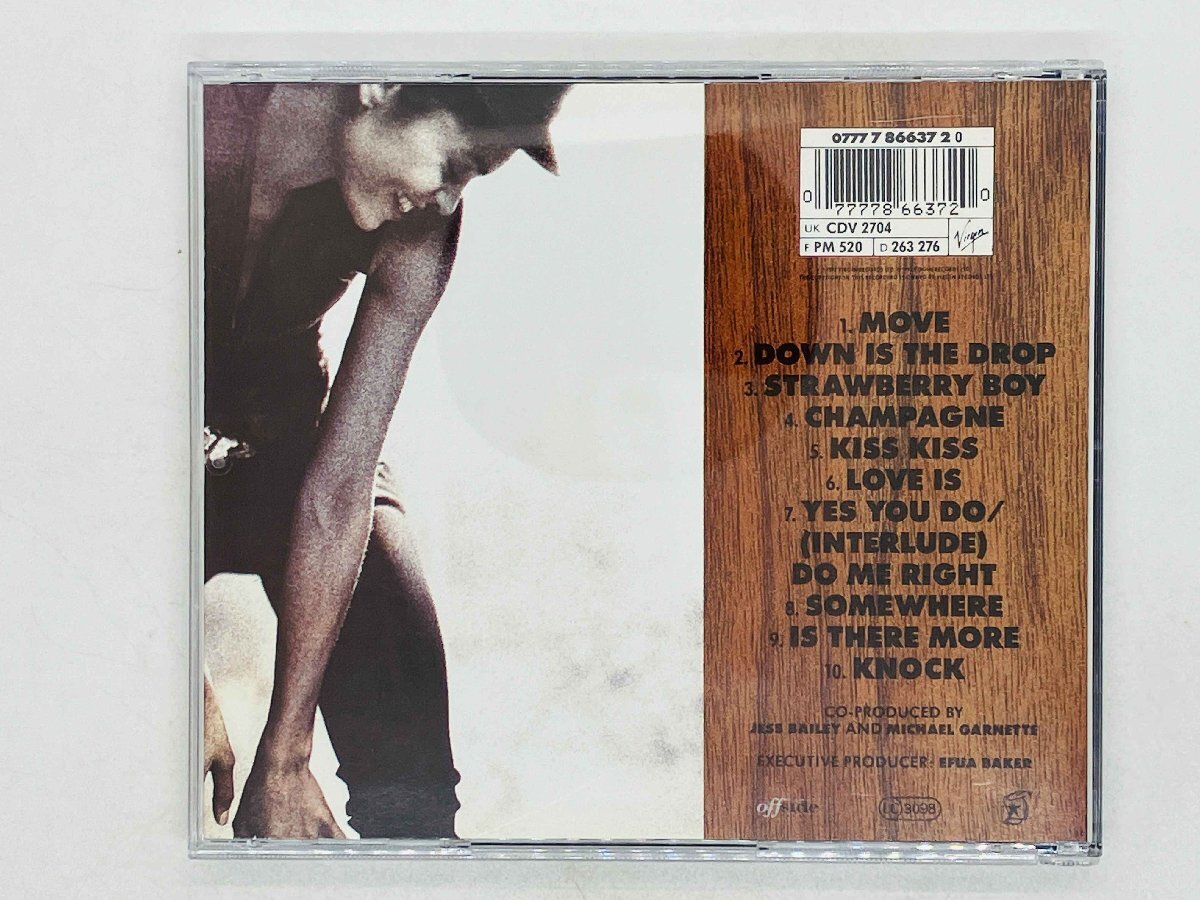 0777 7 86637 2 0
0 77778 66372 0
UK CDV 2704
F PM 520 D 263 276
Virgin
1. MOVE
2. DOWN IS THE DROP
3. STRAWBERRY BOY
4. CHAMPAGNE
5. KISS KISS
6. LOVE IS
7. YES YOU DO/
(INTERLUDE)
DO ME RIGHT
8. SOMEWHERE
9. IS THERE MORE
10. KNOCK
CO-PRODUCED BY
JESS BAILEY AND MICHAEL GARNETTE
EXECUTIVE PRODUCER- EFUA BAKER
offside LC 3098